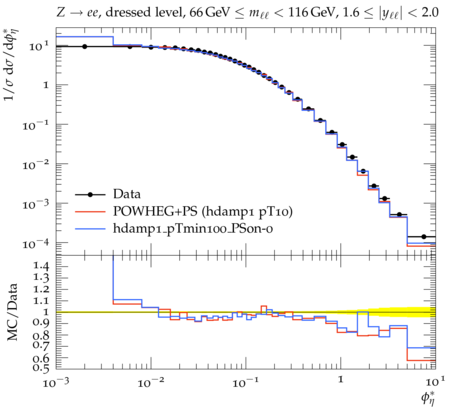 Z → ee, dressed level, 66 GeV ≤ mℓℓ < 116 GeV, 1.6 ≤ |yℓℓ| < 2.0
1/σ dσ/dϕ*η
10¹
1
10⁻¹
10⁻²
10⁻³
10⁻⁴
Data
POWHEG+PS (hdamp1 pT10)
hdamp1_pTmin100_PSon-0
MC/Data
1.4
1.3
1.2
1.1
1
0.9
0.8
0.7
0.6
0.5
10⁻³ 10⁻² 10⁻¹ 1 10¹
ϕ*η